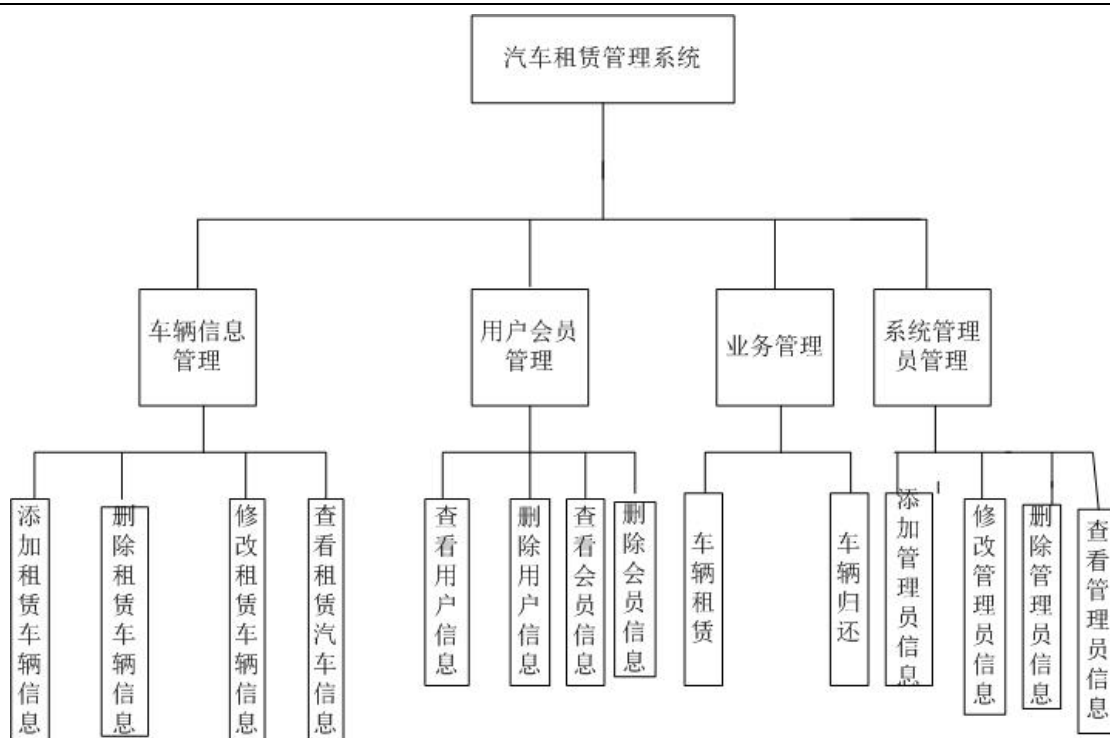 汽车租赁管理系统
车辆信息
管理
用户会员
管理
业务管理
系统管理
员管理
添加租赁车辆信息
删除租赁车辆信息
修改租赁车辆信息
查看租赁汽车信息
查看用户信息
删除用户信息
查看会员信息
删除会员信息
车辆租赁
车辆归还
添加管理员信息
修改管理员信息
删除管理员信息
查看管理员信息